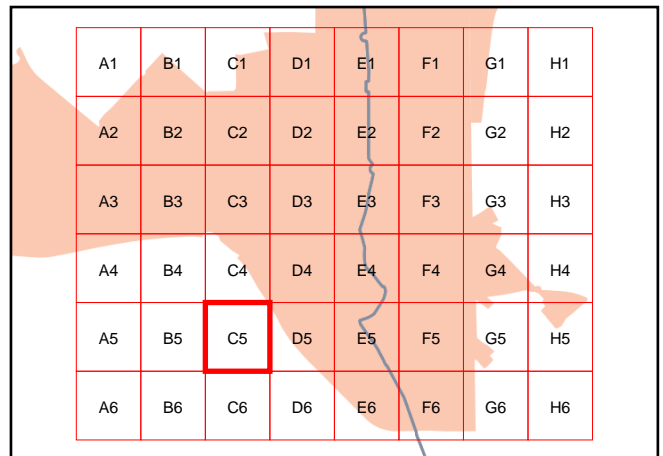 A1 B1 C1 D1 E1 F1 G1 H1
A2 B2 C2 D2 E2 F2 G2 H2
A3 B3 C3 D3 E3 F3 G3 H3
A4 B4 C4 D4 E4 F4 G4 H4
A5 B5 C5 D5 E5 F5 G5 H5
A6 B6 C6 D6 E6 F6 G6 H6